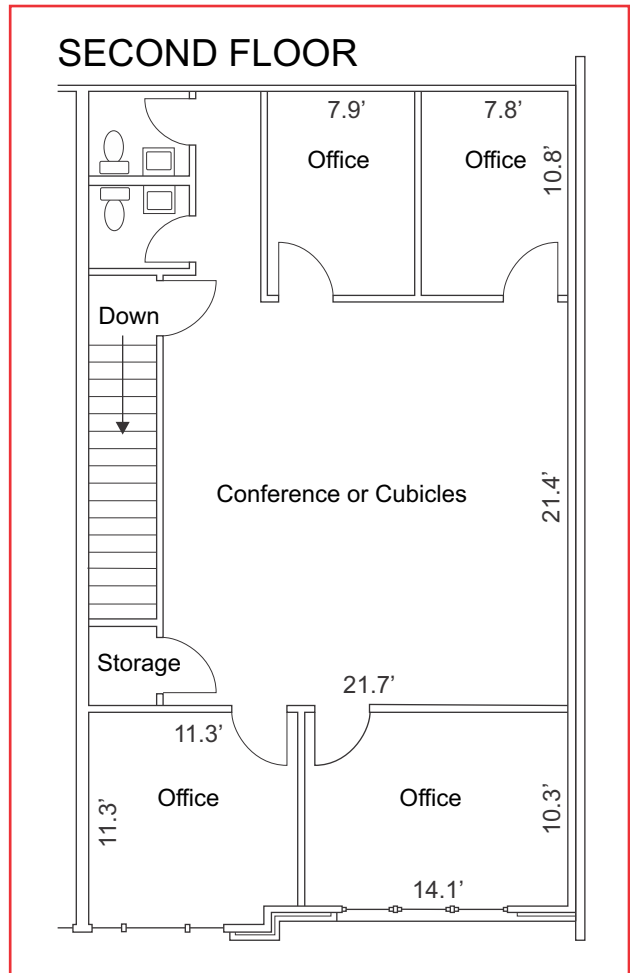 SECOND FLOOR
7.9’
7.8’
Office
Office
10.8’
Down
Conference or Cubicles
21.4’
Storage
21.7’
11.3’
11.3’
Office
Office
10.3’
14.1’